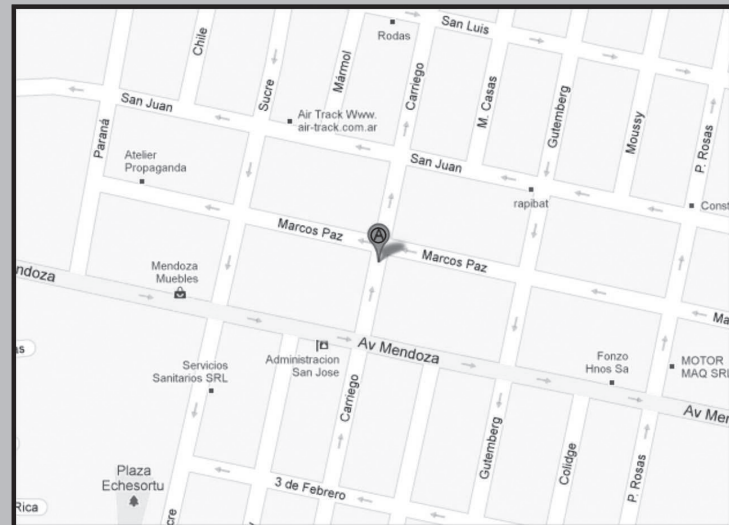 San Luis
Rodas
Chile
Sucre
Mármol
Carriego
M. Casas
Gutemberg
Moussy
P. Rosas
San Juan
Air Track Www.
air-track.com.ar
Paraná
Atelier
Propaganda
San Juan
rapibat
Const
Marcos Paz
A
Marcos Paz
Mendoza
Muebles
ndoza
Ma
Av Mendoza
Administracion
San Jose
Servicios
Sanitarios SRL
Fonzo
Hnos Sa
MOTOR
MAQ SRL
as
Carriego
Av Men
Gutemberg
Colidge
P. Rosas
Plaza
Echesortu
3 de Febrero
Rica
cre